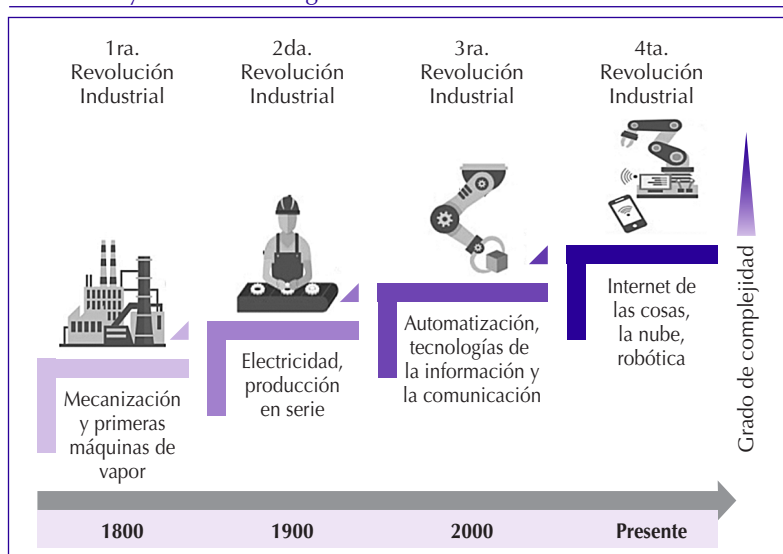 1ra.
Revolución
Industrial
2da.
Revolución
Industrial
3ra.
Revolución
Industrial
4ta.
Revolución
Industrial
Mecanización
y primeras
máquinas de
vapor
Electricidad,
producción
en serie
Automatización,
tecnologías de
la información y
la comunicación
Internet de
las cosas,
la nube,
robótica
Grado de complejidad
1800
1900
2000
Presente